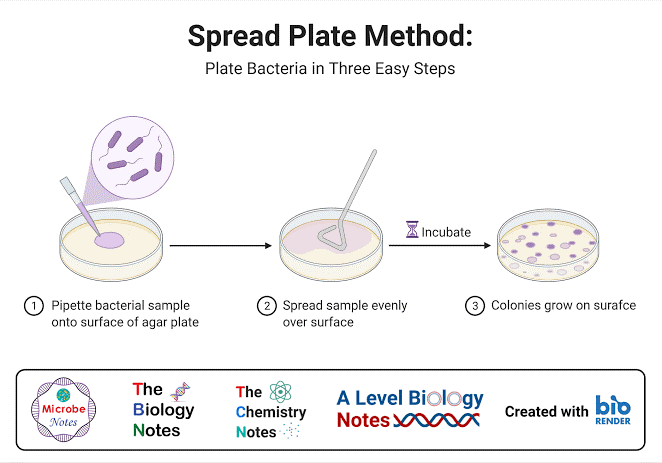 Spread Plate Method:
Plate Bacteria in Three Easy Steps
Incubate
1 Pipette bacterial sample
onto surface of agar plate
2 Spread sample evenly
over surface
3 Colonies grow on surafce
Microbe
Notes
The
Biology
Notes
The
Chemistry
Notes
A Level Biology
Notes
Created with bio
RENDER